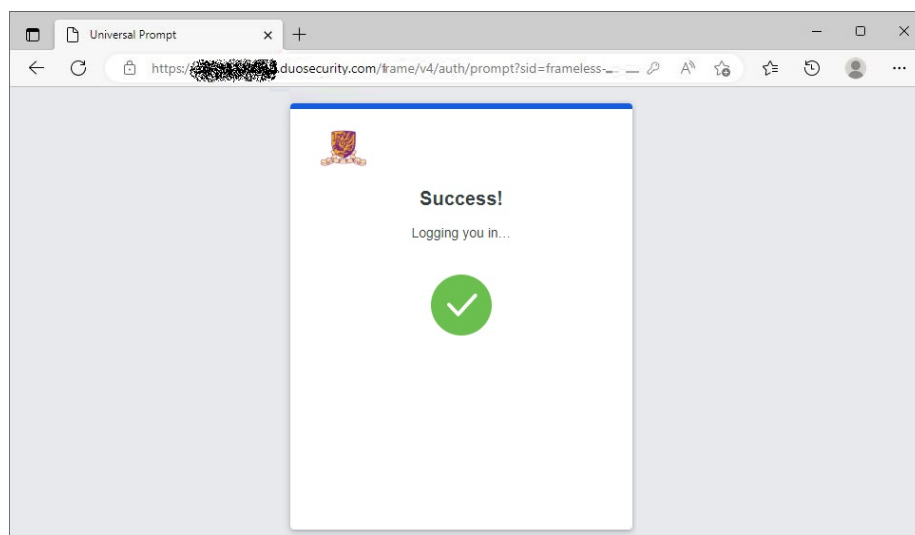 Universal Prompt
https:/ .duosecurity.com/frame/v4/auth/prompt?sid=frameless-
Success!
Logging you in...